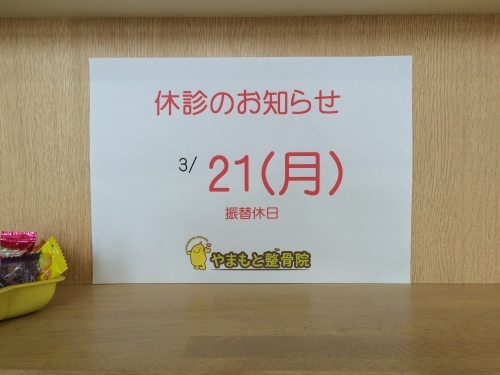 休診のお知らせ
3/ 21(月)
振替休日
やまもと整骨院